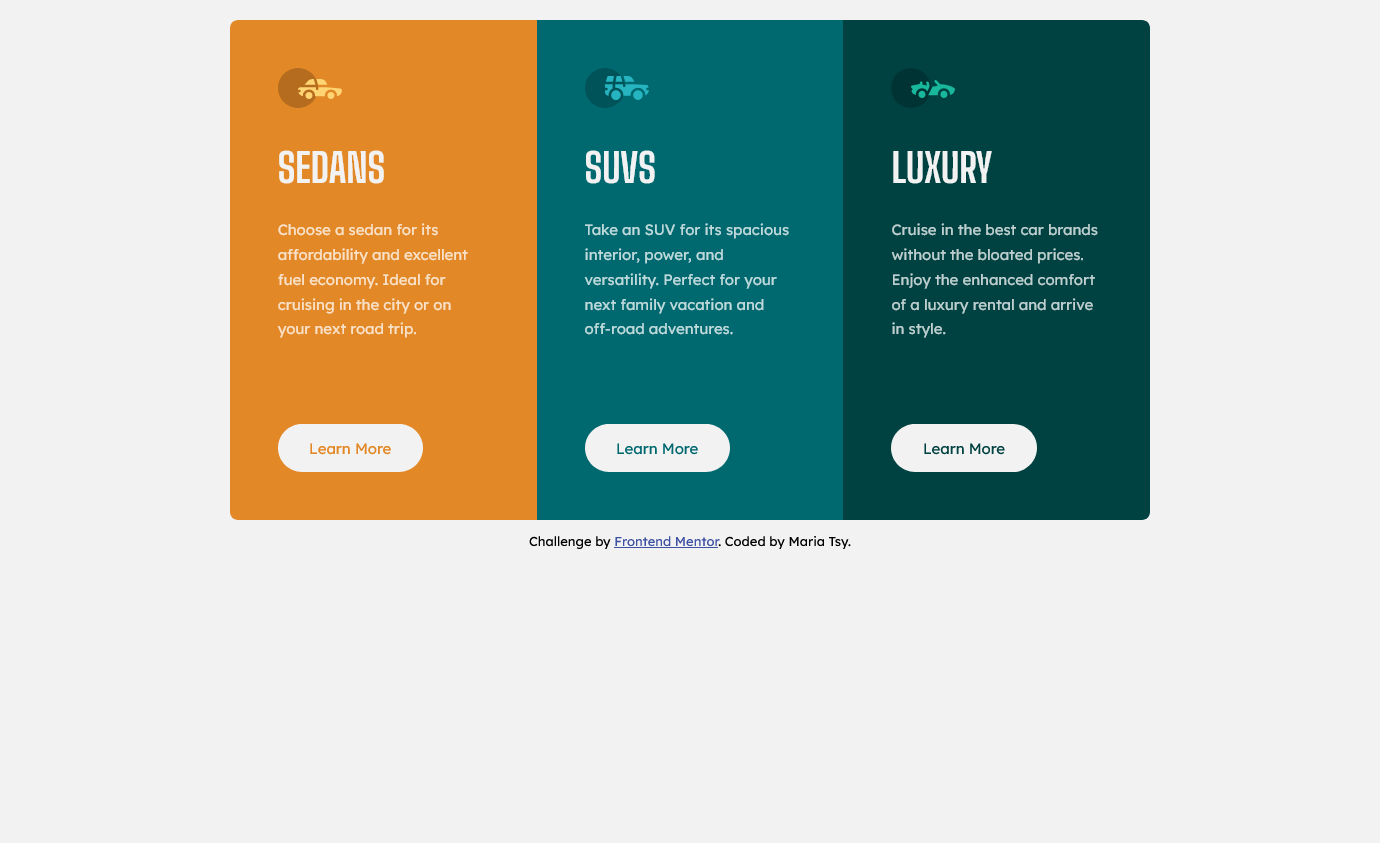 SEDANS
Choose a sedan for its
affordability and excellent
fuel economy. Ideal for
cruising in the city or on
your next road trip.
Learn More
SUVS
Take an SUV for its spacious
interior, power, and
versatility. Perfect for your
next family vacation and
off-road adventures.
Learn More
LUXURY
Cruise in the best car brands
without the bloated prices.
Enjoy the enhanced comfort
of a luxury rental and arrive
in style.
Learn More
Challenge by Frontend Mentor. Coded by Maria Tsy.